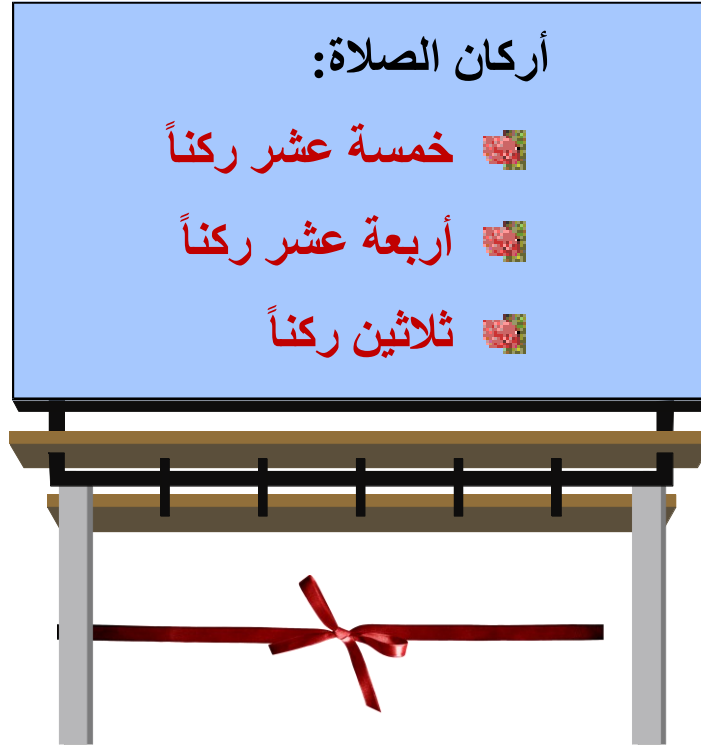 أركان الصلاة:
خمسة عشر ركناً
أربعة عشر ركناً
ثلاثين ركناً